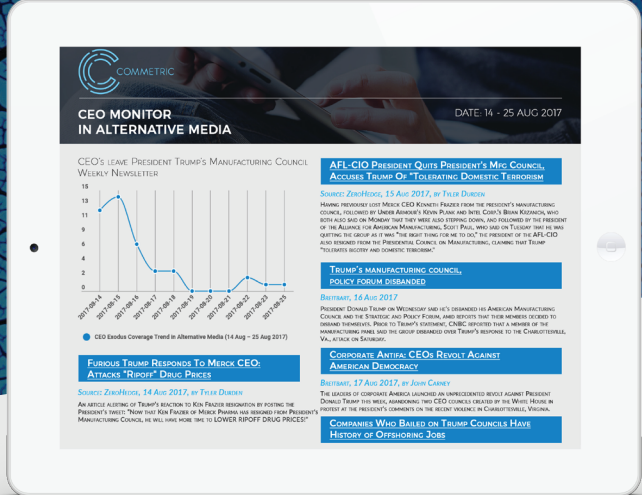 COMMETRIC
CEO MONITOR
IN ALTERNATIVE MEDIA
DATE: 14 - 25 AUG 2017
CEO's leave President Trump's Manufacturing Council
Weekly Newsletter
15
13
11
9
6
4
2
0
2017-08-14
2017-08-15
2017-08-16
2017-08-17
2017-08-18
2017-08-19
2017-08-20
2017-08-21
2017-08-22
2017-08-23
2017-08-25
CEO Exodus Coverage Trend in Alternative Media (14 Aug – 25 Aug 2017)
Furious Trump Responds To Merck CEO:
Attacks "Ripoff" Drug Prices
Source: ZeroHedge, 14 Aug 2017, by Tyler Durden
An article alerting of Trump's reaction to Ken Frazier resignation by posting the
President's tweet: "Now that Ken Frazier of Merck Pharma has resigned from President's
Manufacturing Council, he will have more time to LOWER RIPOFF DRUG PRICES!"
AFL-CIO President Quits President's Mfg Council,
Accuses Trump Of "Tolerating Domestic Terrorism
Source: ZeroHedge, 15 Aug 2017, by Tyler Durden
Having previously lost Merck CEO Kenneth Frazier from the president's manufacturing
council, followed by Under Armour's Kevin Plank and Intel Corp.'s Brian Krzanich, who
both also said on Monday that they were also stepping down, and followed by the president
of the Alliance for American Manufacturing, Scott Paul, who said on Tuesday that he was
quitting the group as it was "the right thing for me to do," the president of the AFL-CIO
also resigned from the Presidential Council on Manufacturing, claiming that Trump
"tolerates bigotry and domestic terrorism."
Trump's manufacturing council,
policy forum disbanded
Breitbart, 16 Aug 2017
President Donald Trump on Wednesday said he's disbanded his American Manufacturing
Council and the Strategic and Policy Forum, amid reports that their members decided to
disband themselves. Prior to Trump's statement, CNBC reported that a member of the
manufacturing panel said the group disbanded over Trump's response to the Charlottesville,
Va., attack on Saturday.
Corporate Antifa: CEOs Revolt Against
American Democracy
Breitbart, 17 Aug 2017, by John Carney
The leaders of corporate America launched an unprecedented revolt against President
Donald Trump this week, abandoning two CEO councils created by the White House in
protest at the president's comments on the recent violence in Charlottesville, Virginia.
Companies Who Bailed on Trump Councils Have
History of Offshoring Jobs